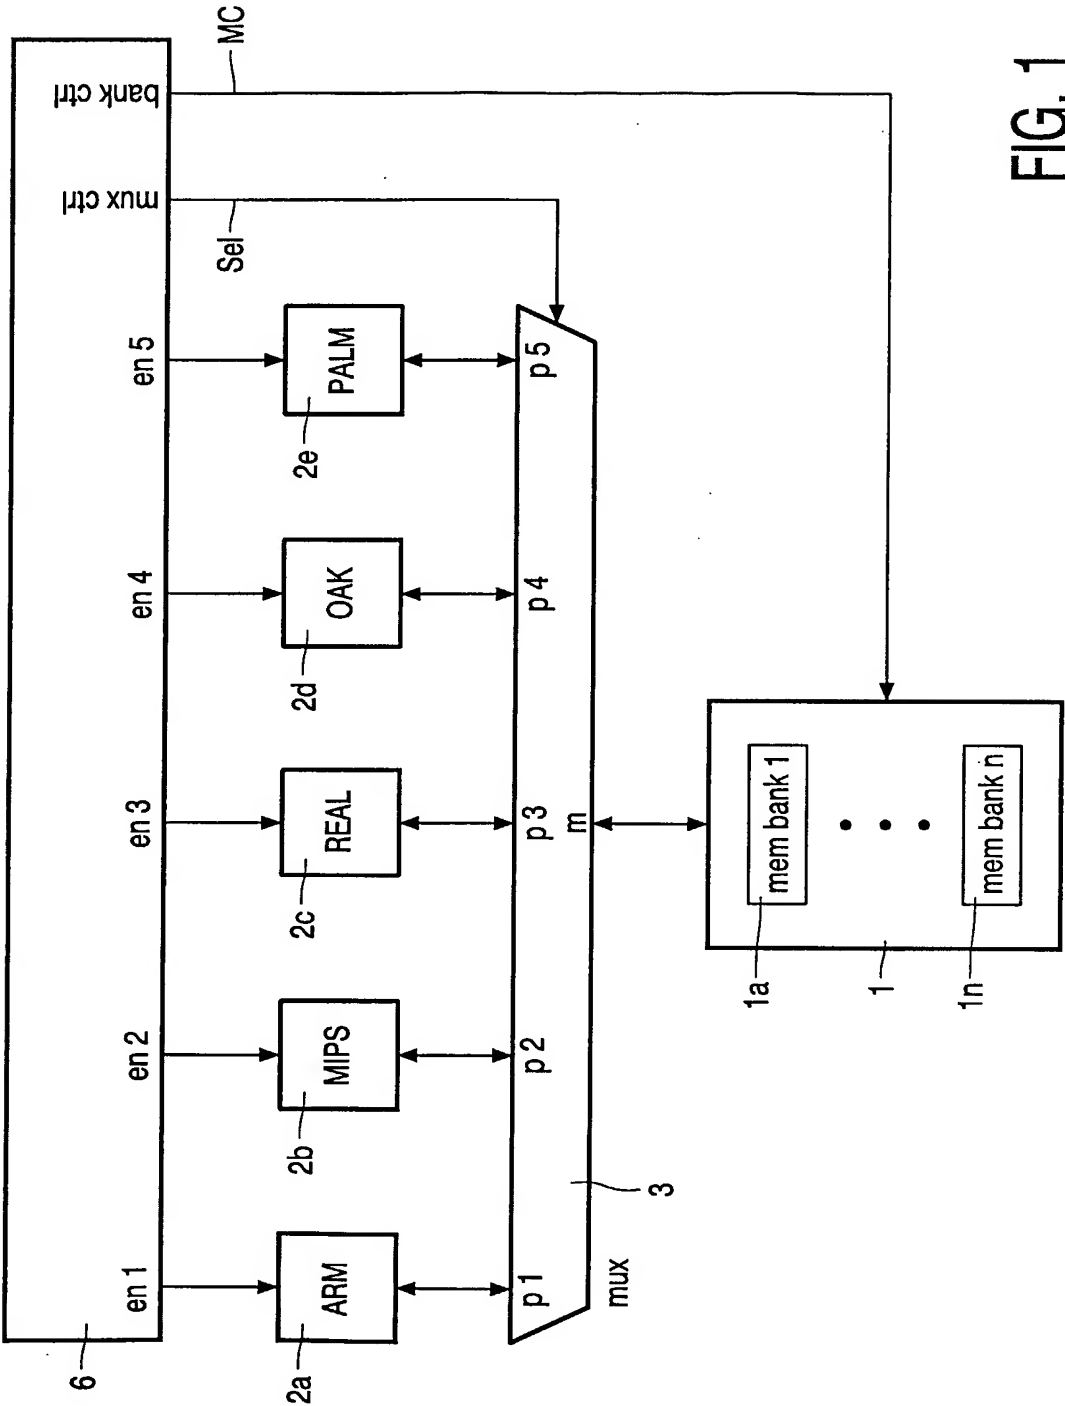 6
en 1
en 2
en 3
en 4
en 5
mux ctrl
bank ctrl
Sel
MC
2a
ARM
2b
MIPS
2c
REAL
2d
OAK
2e
PALM
p 1
p 2
p 3
p 4
p 5
m
mux
3
1a
mem bank 1
1
1n
mem bank n
FIG. 1